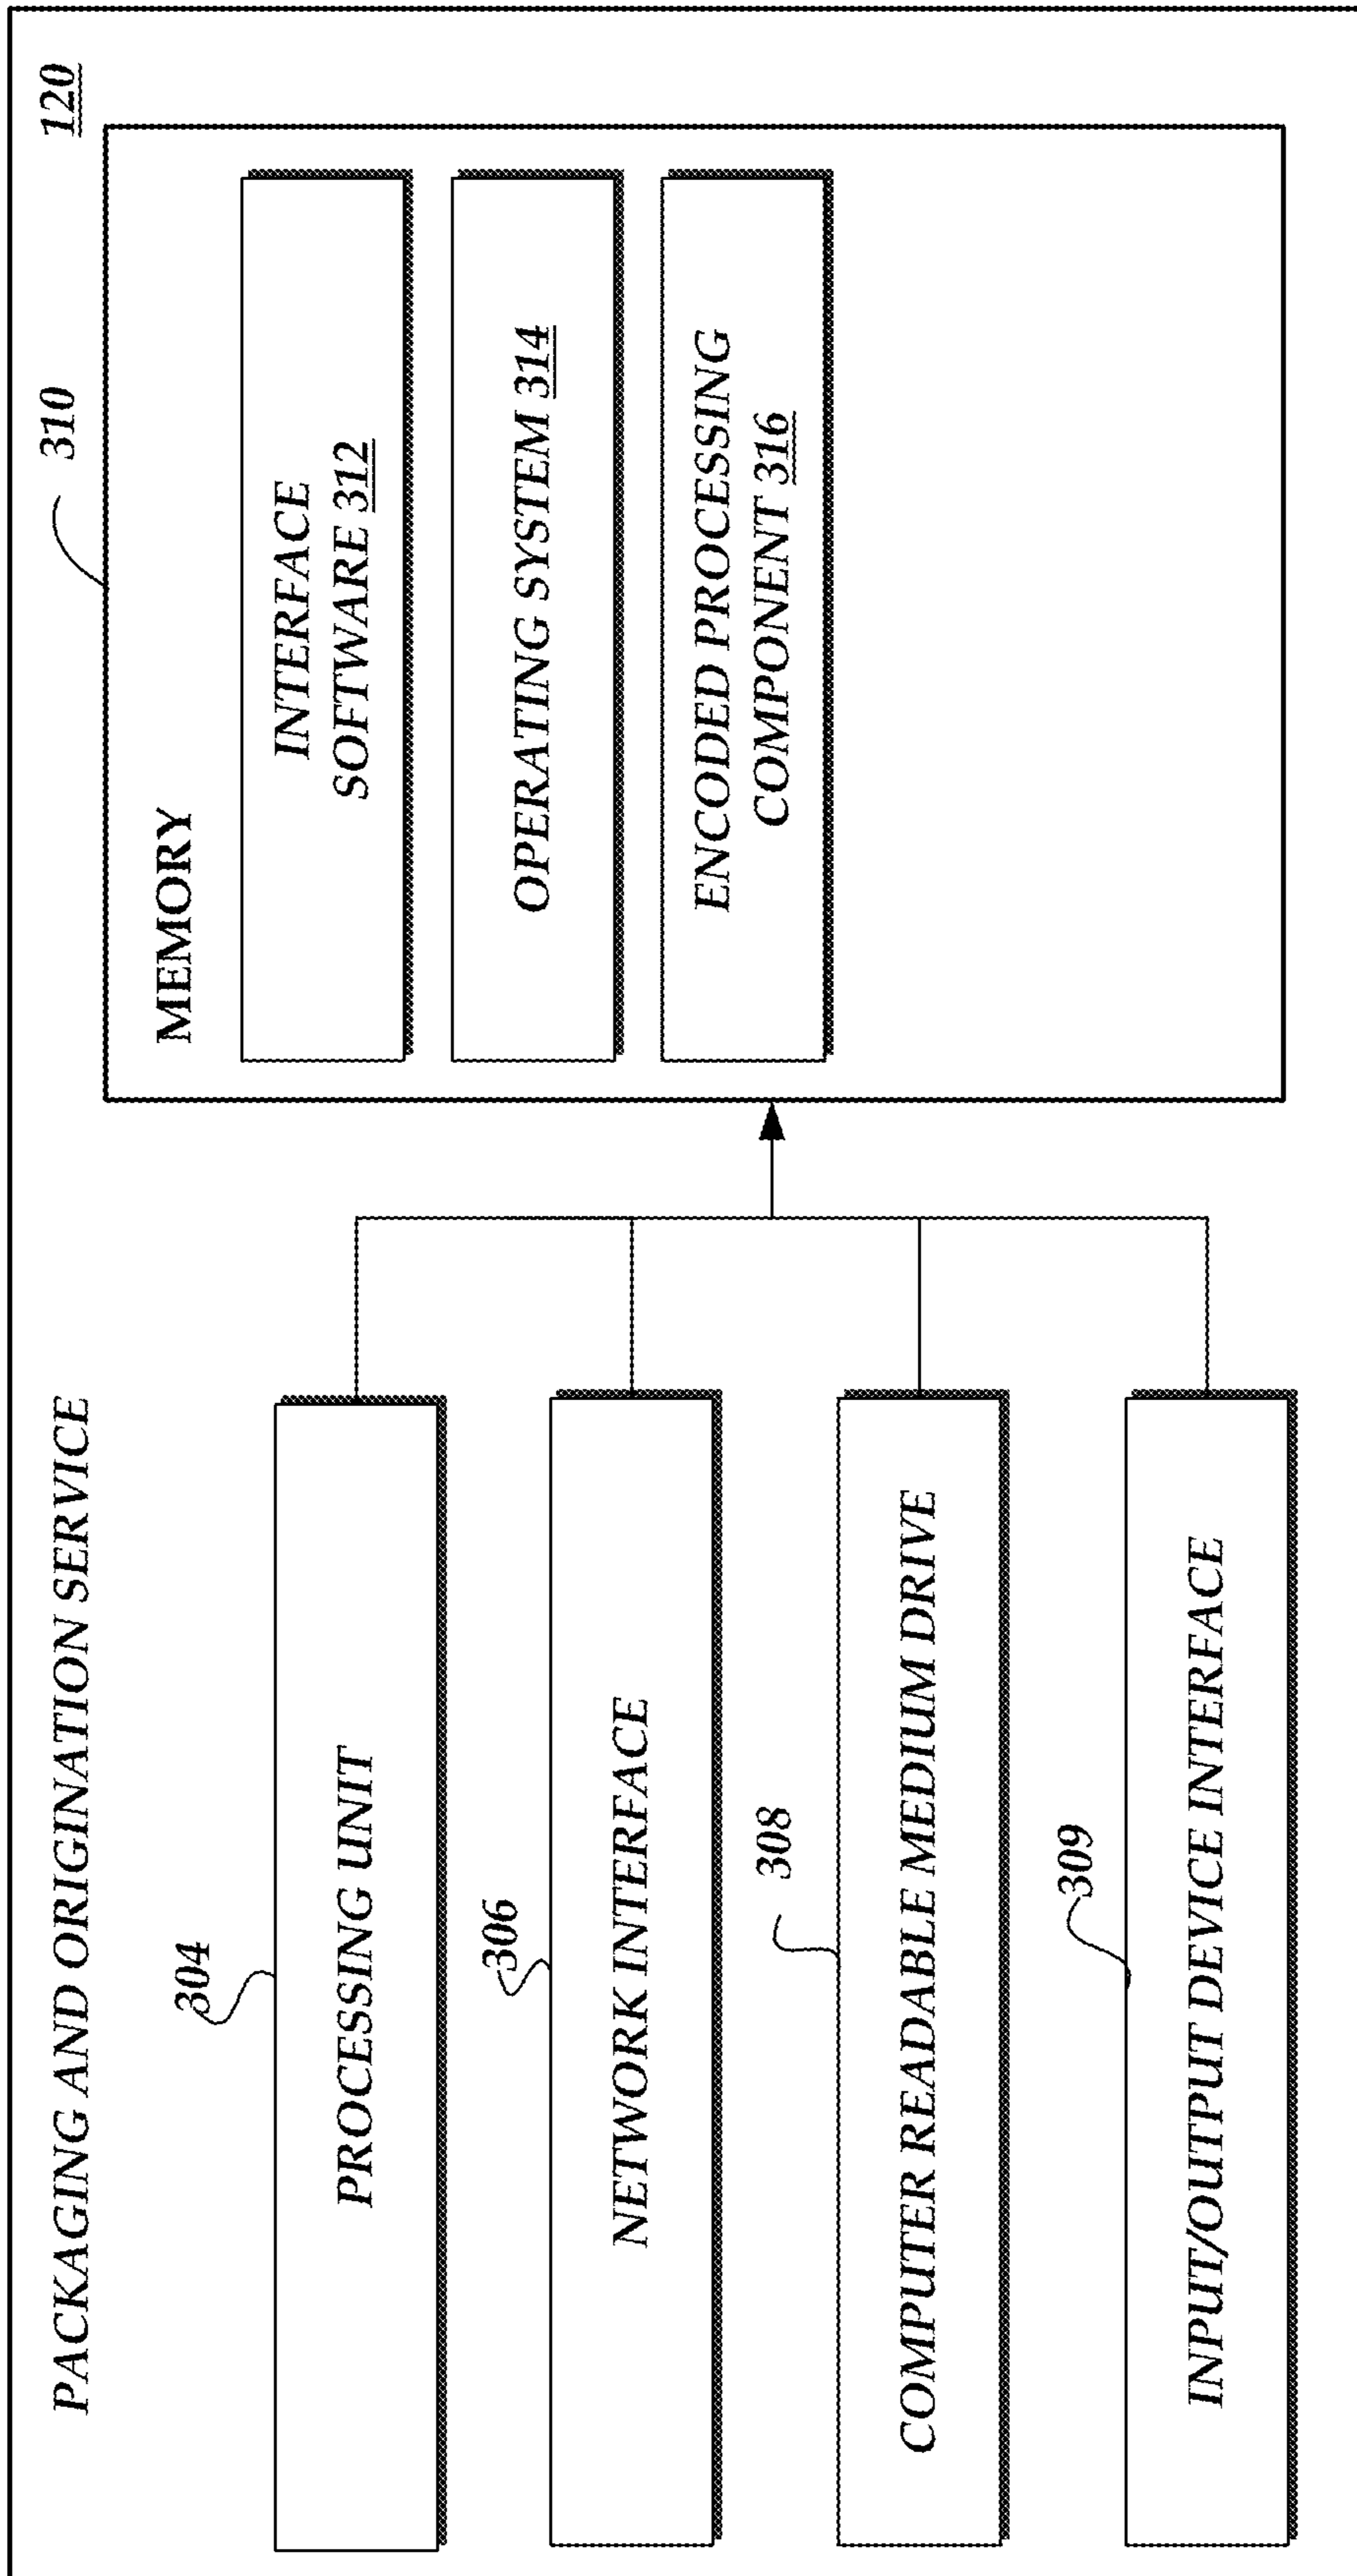 PACKAGING AND ORIGINATION SERVICE
120
304
PROCESSING UNIT
306
NETWORK INTERFACE
308
COMPUTER READABLE MEDIUM DRIVE
309
INPUT/OUTPUT DEVICE INTERFACE
310
MEMORY
INTERFACE
SOFTWARE 312
OPERATING SYSTEM 314
ENCODED PROCESSING
COMPONENT 316